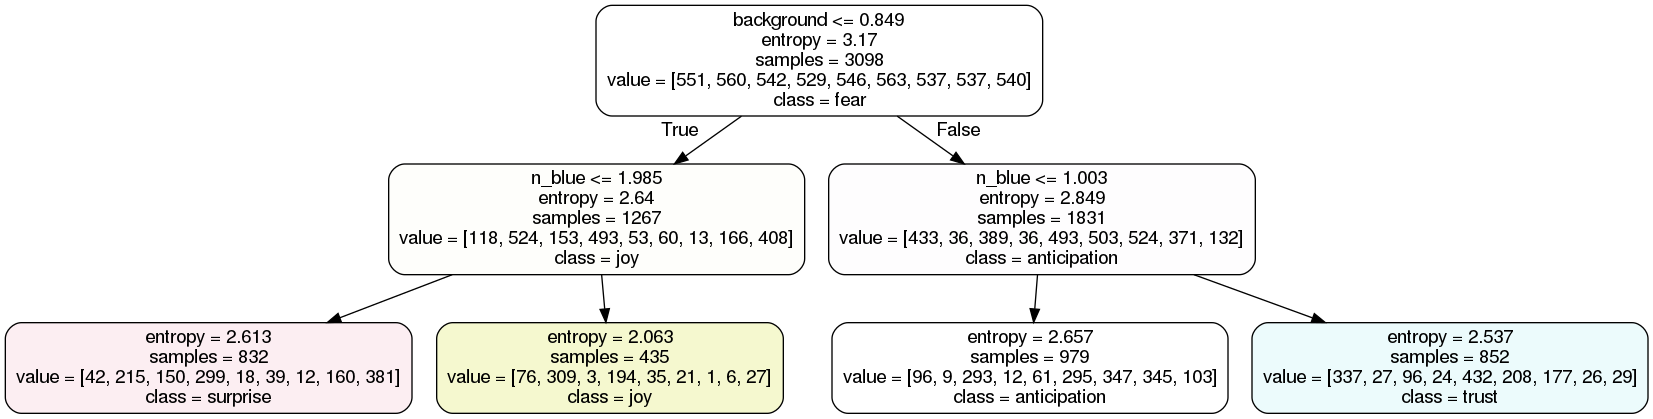 background <= 0.849
entropy = 3.17
samples = 3098
value = [551, 560, 542, 529, 546, 563, 537, 537, 540]
class = fear
True
False
n_blue <= 1.985
entropy = 2.64
samples = 1267
value = [118, 524, 153, 493, 53, 60, 13, 166, 408]
class = joy
n_blue <= 1.003
entropy = 2.849
samples = 1831
value = [433, 36, 389, 36, 493, 503, 524, 371, 132]
class = anticipation
entropy = 2.613
samples = 832
value = [42, 215, 150, 299, 18, 39, 12, 160, 381]
class = surprise
entropy = 2.063
samples = 435
value = [76, 309, 3, 194, 35, 21, 1, 6, 27]
class = joy
entropy = 2.657
samples = 979
value = [96, 9, 293, 12, 61, 295, 347, 345, 103]
class = anticipation
entropy = 2.537
samples = 852
value = [337, 27, 96, 24, 432, 208, 177, 26, 29]
class = trust